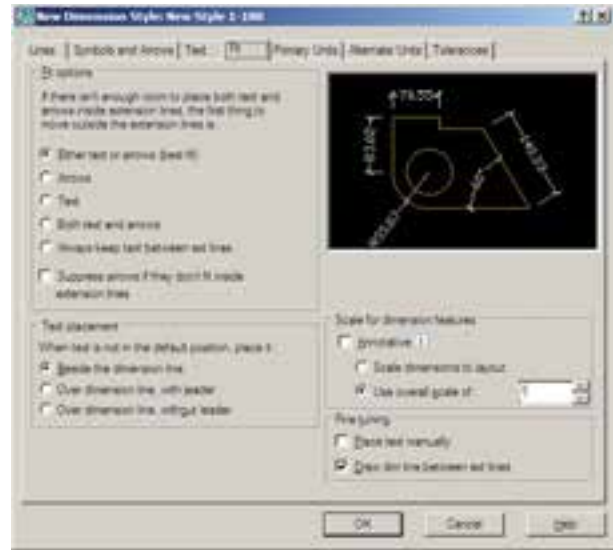 New Dimension Style: New Style 1-100
Lines
Symbols and Arrows
Text
Fit
Primary Units
Alternate Units
Tolerances
Fit options
If there isn't enough room to place both text and
arrows inside extension lines, the first thing to
move outside the extension lines is:
Either text or arrows (best fit)
Arrows
Text
Both text and arrows
Always keep text between ext lines
Suppress arrows if they don't fit inside
extension lines
Text placement
When text is not in the default position, place it:
Beside the dimension line
Over dimension line, with leader
Over dimension line, without leader
Scale for dimension features
Annotative
Scale dimensions to layout
Use overall scale of:
1
Fine tuning
Place text manually
Draw dim line between ext lines
OK
Cancel
Help